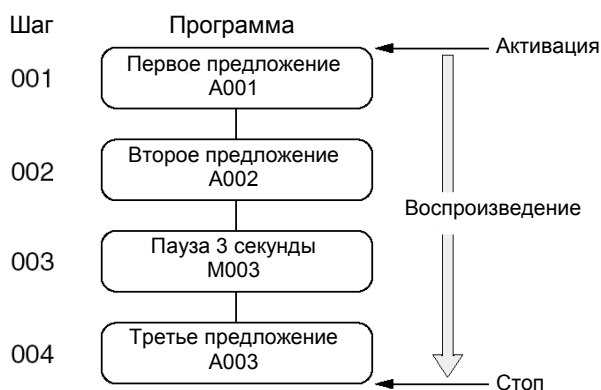 Шаг Программа
Активация
001 Первое предложение
A001
002 Второе предложение
A002
Воспроизведение
003 Пауза 3 секунды
M003
004 Третье предложение
A003
Стоп